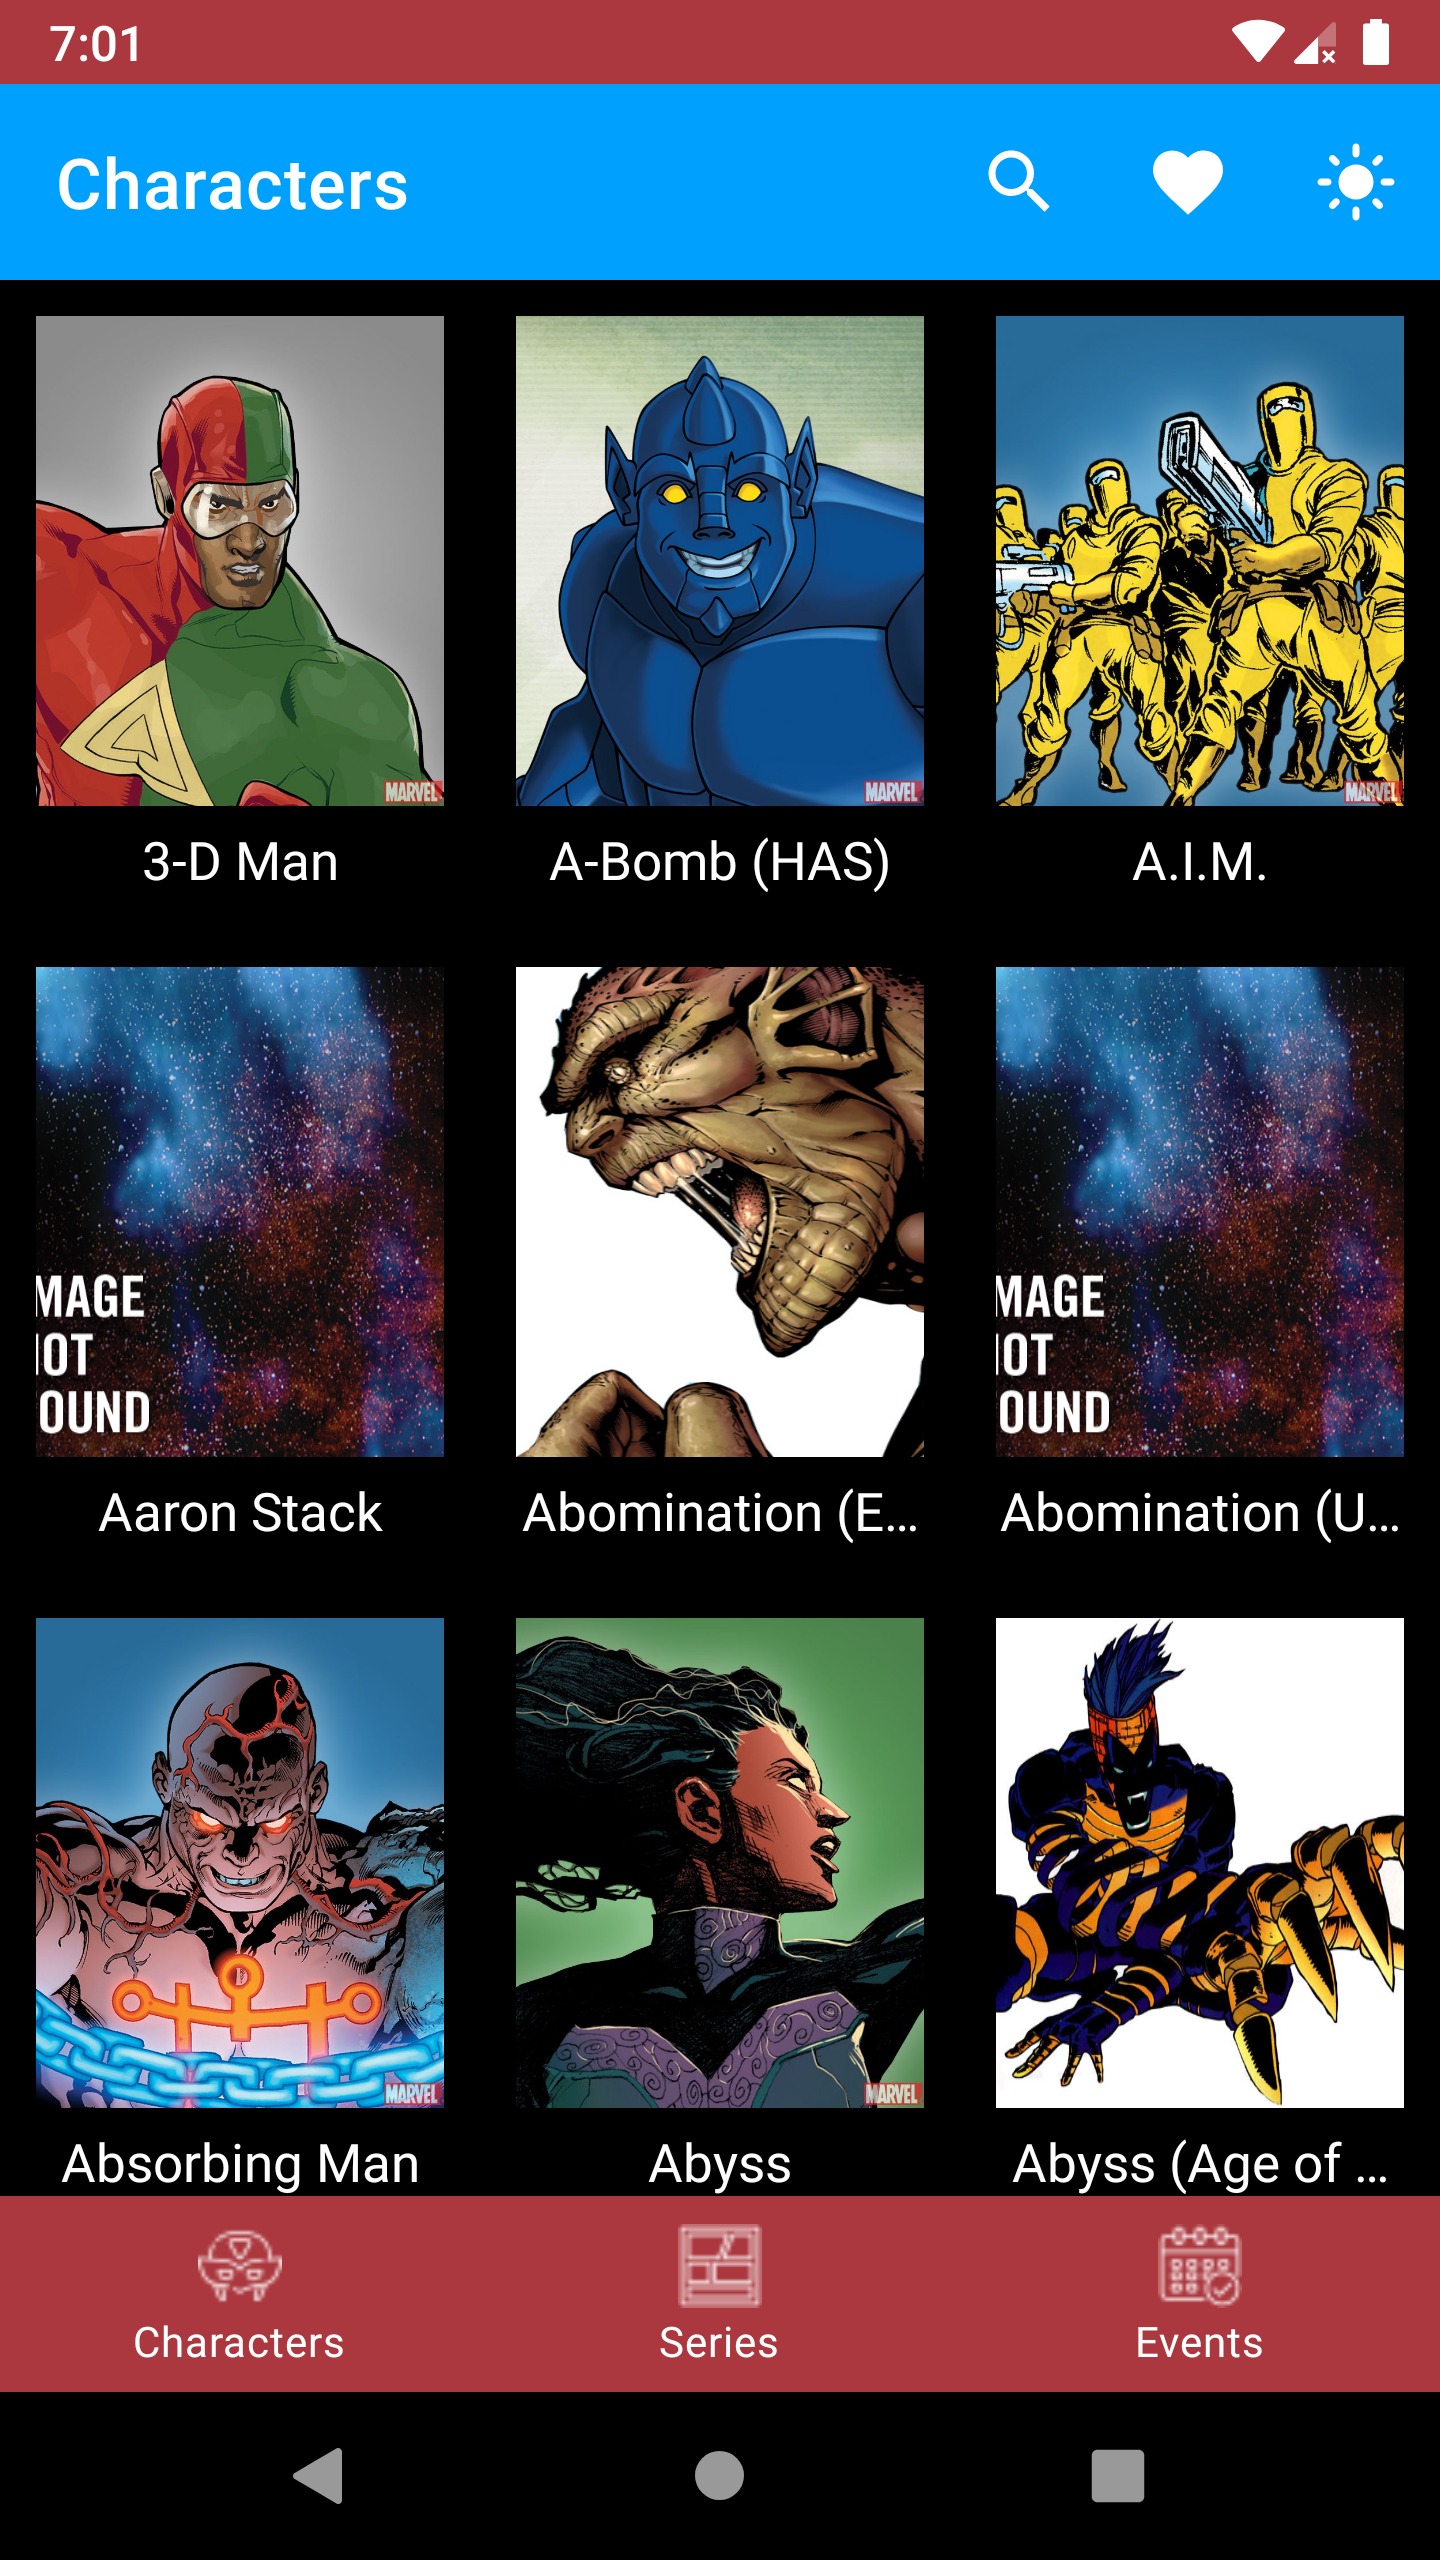 7:01
Characters
MARVEL
MARVEL
MARVEL
3-D Man
A-Bomb (HAS)
A.I.M.
MAGE
OT
OUND
MAGE
OT
OUND
Aaron Stack
Abomination (E...
Abomination (U...
MARVEL
MARVEL
Absorbing Man
Abyss
Abyss (Age of ...
Characters
Series
Events